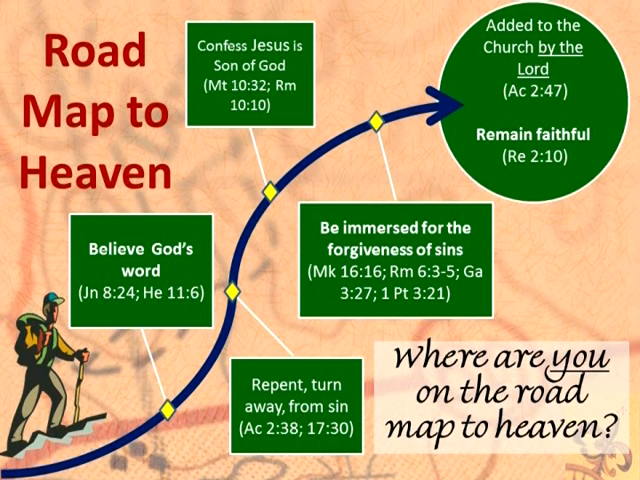 Road
Map to
Heaven
Confess Jesus is
Son of God
(Mt 10:32; Rm
10:10)
Added to the
Church by the
Lord
(Ac 2:47)
Remain faithful
(Re 2:10)
Believe God's
word
(Jn 8:24; He 11:6)
Be immersed for the
forgiveness of sins
(Mk 16:16; Rm 6:3-5; Ga
3:27; 1 Pt 3:21)
Repent, turn
away, from sin
(Ac 2:38; 17:30)
Where are you
on the road
map to heaven?